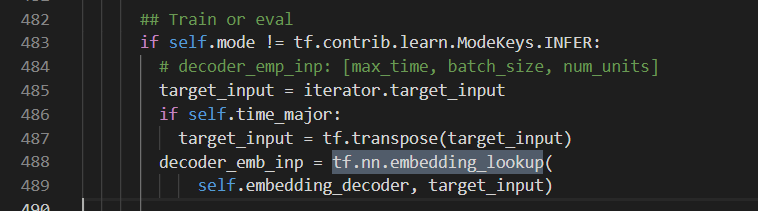 482 ## Train or eval
483 if self.mode != tf.contrib.learn.ModeKeys.INFER:
484 # decoder_emp_inp: [max_time, batch_size, num_units]
485 target_input = iterator.target_input
486 if self.time_major:
487 target_input = tf.transpose(target_input)
488 decoder_emb_inp = tf.nn.embedding_lookup(
489 self.embedding_decoder, target_input)
490